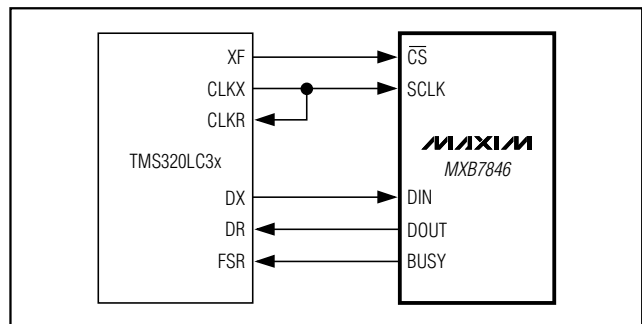 XF
CLKX
CLKR
TMS320LC3x
DX
DR
FSR
CS
SCLK
MAXIM
MXB7846
DIN
DOUT
BUSY